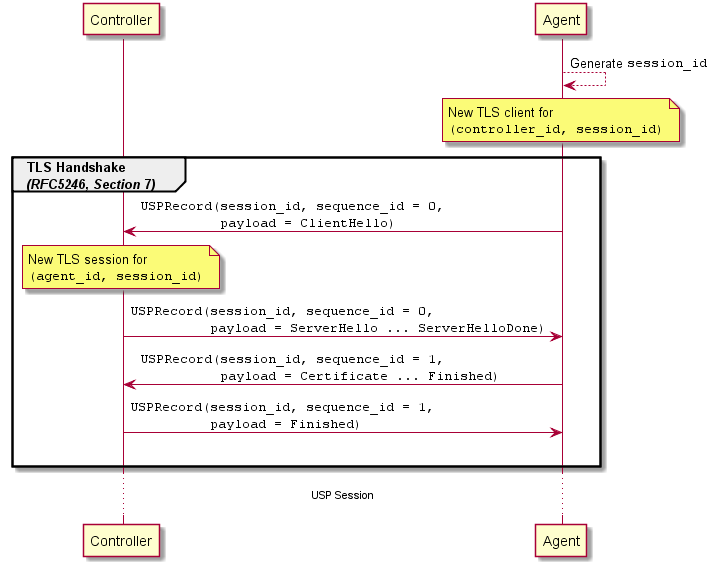 Controller
Agent
Generate session_id
New TLS client for
(controller_id, session_id)
TLS Handshake
(RFC5246, Section 7)
USPRecord(session_id, sequence_id = 0,
payload = ClientHello)
New TLS session for
(agent_id, session_id)
USPRecord(session_id, sequence_id = 0,
payload = ServerHello ... ServerHelloDone)
USPRecord(session_id, sequence_id = 1,
payload = Certificate ... Finished)
USPRecord(session_id, sequence_id = 1,
payload = Finished)
USP Session
Controller
Agent